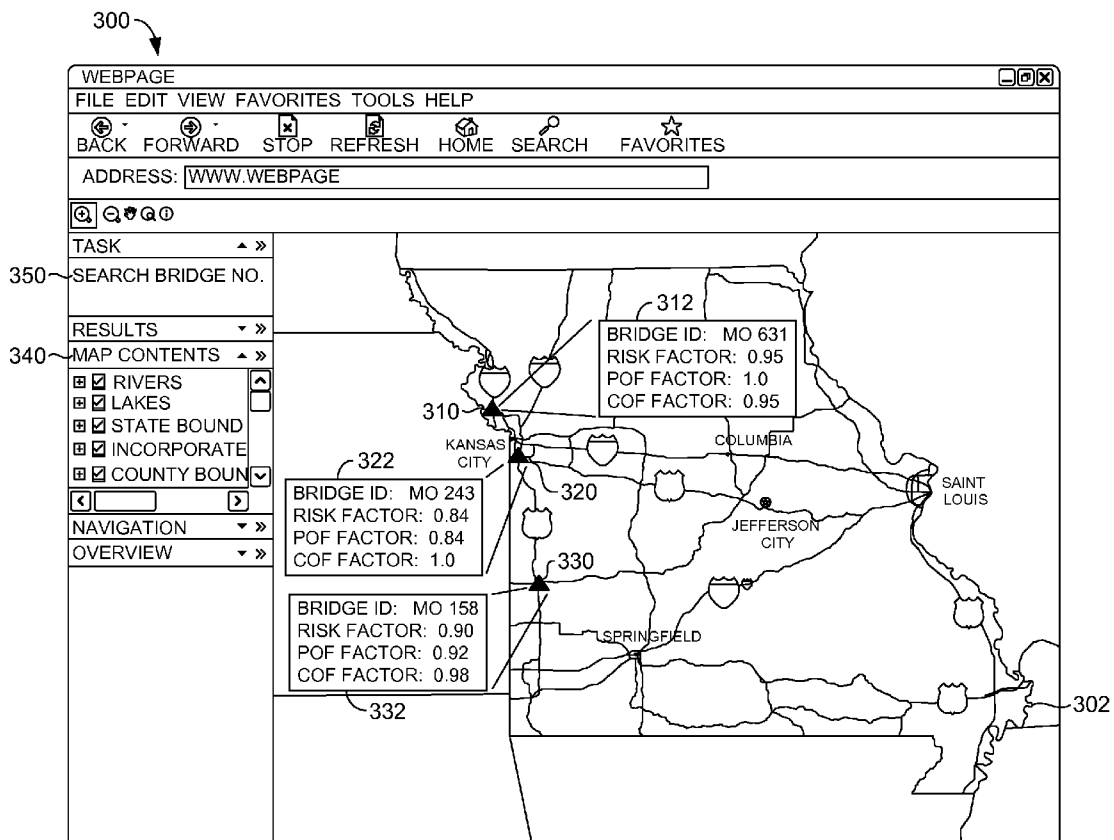 300
WEBPAGE
FILE EDIT VIEW FAVORITES TOOLS HELP
BACK FORWARD STOP REFRESH HOME SEARCH FAVORITES
ADDRESS: WWW.WEBPAGE
TASK
350
SEARCH BRIDGE NO.
RESULTS
340
MAP CONTENTS
RIVERS
LAKES
STATE BOUND
INCORPORATE
COUNTY BOUN
NAVIGATION
OVERVIEW
312
BRIDGE ID: MO 631
RISK FACTOR: 0.95
POF FACTOR: 1.0
COF FACTOR: 0.95
310
KANSAS
CITY
COLUMBIA
322
BRIDGE ID: MO 243
RISK FACTOR: 0.84
POF FACTOR: 0.84
COF FACTOR: 1.0
320
SAINT
LOUIS
JEFFERSON
CITY
330
BRIDGE ID: MO 158
RISK FACTOR: 0.90
POF FACTOR: 0.92
COF FACTOR: 0.98
332
SPRINGFIELD
302